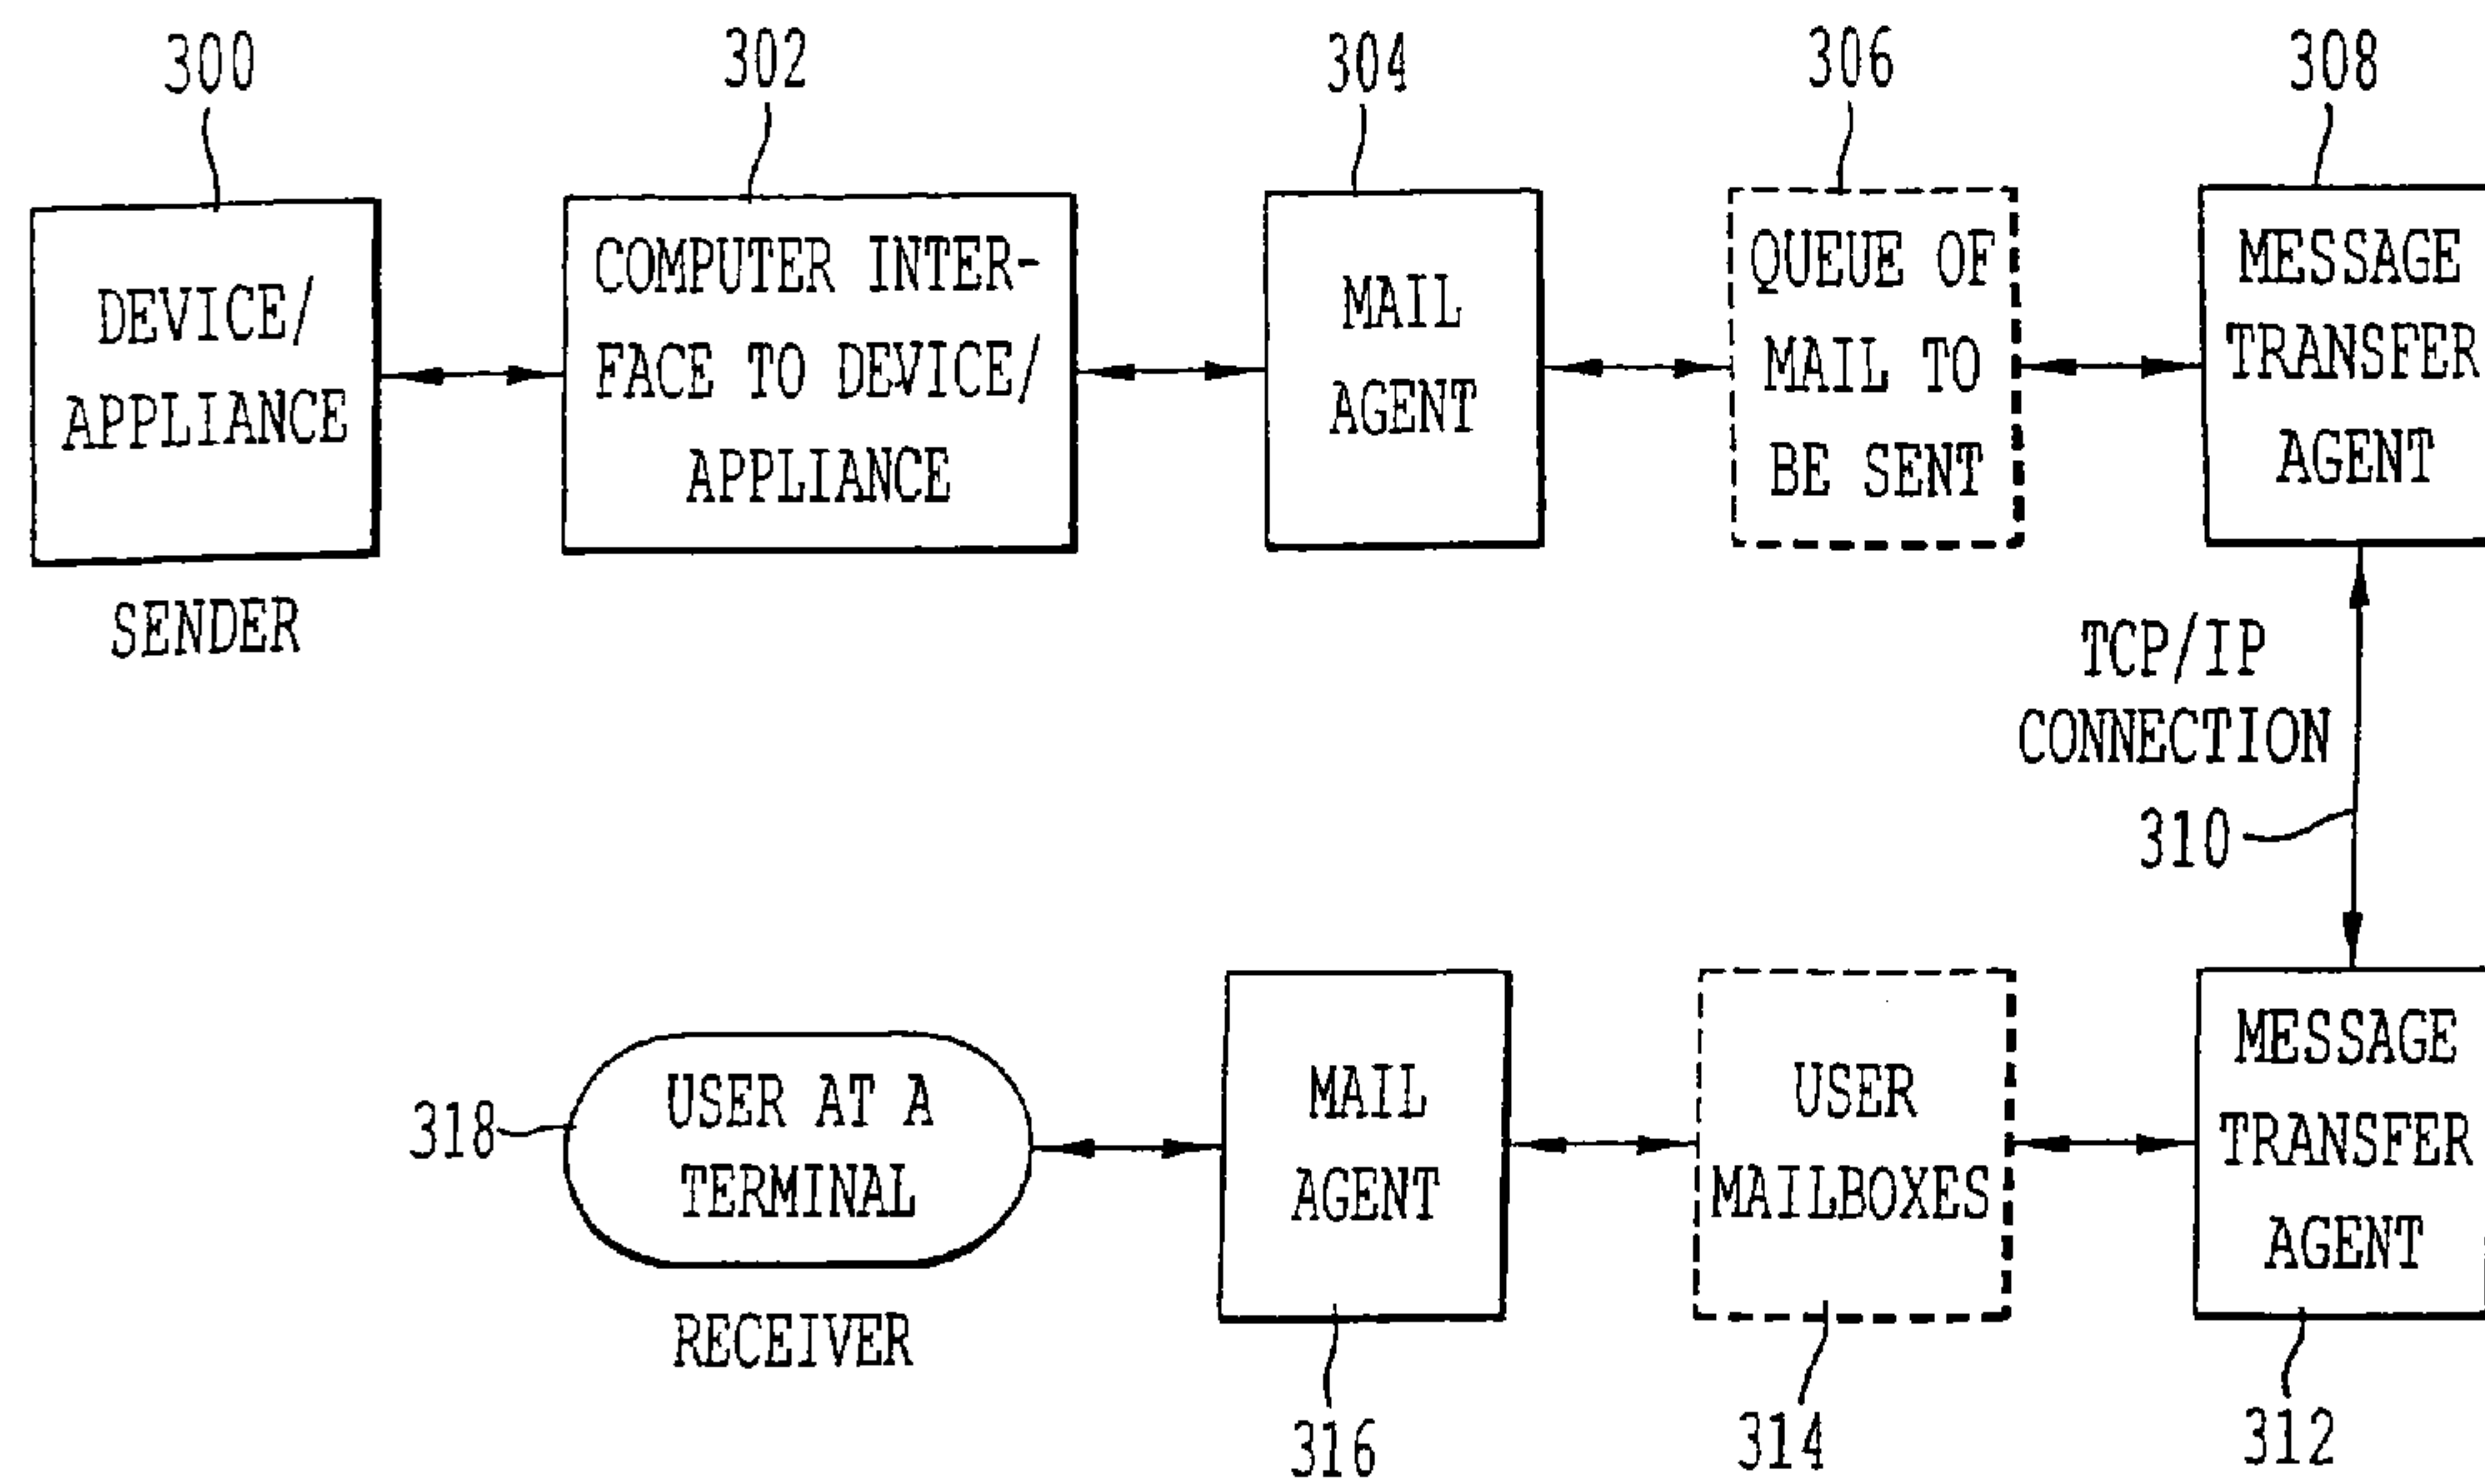 300
302
304
306
308
DEVICE/
APPLIANCE
COMPUTER INTER-
FACE TO DEVICE/
APPLIANCE
MAIL
AGENT
QUEUE OF
MAIL TO
BE SENT
MESSAGE
TRANSFER
AGENT
SENDER
TCP/IP
CONNECTION
310
318
USER AT A
TERMINAL
MAIL
AGENT
USER
MAILBOXES
MESSAGE
TRANSFER
AGENT
RECEIVER
316
314
312